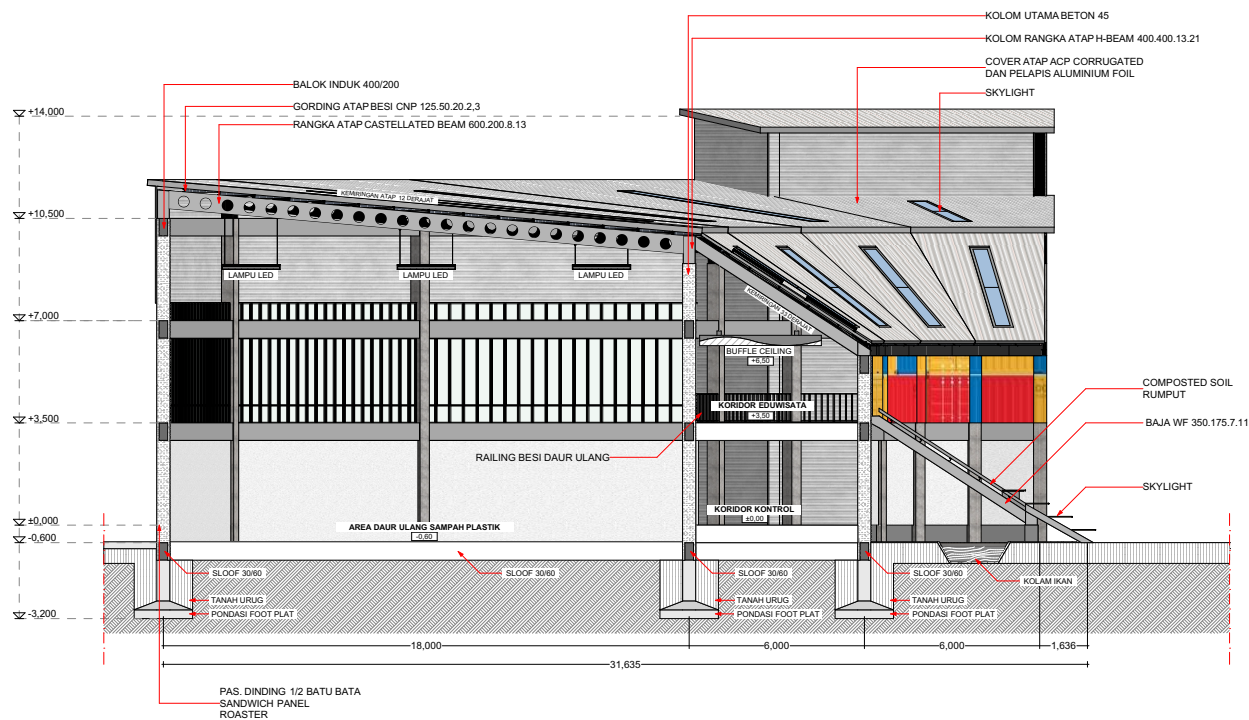 KOLOM UTAMA BETON 45
KOLOM RANGKA ATAP H-BEAM 400.400.13.21
COVER ATAP ACP CORRUGATED
DAN PELAPIS ALUMINIUM FOIL
SKYLIGHT
BALOK INDUK 400/200
GORDING ATAP BESI CNP 125.50.20.2,3
RANGKA ATAP CASTELLATED BEAM 600.200.8.13
+14,000
+10,500
+7,000
+3,500
±0,000
-0,600
-3,200
KEMIRINGAN ATAP 12 DERAJAT
KEMIRINGAN 33 DERAJAT
LAMPU LED
LAMPU LED
LAMPU LED
BUFFLE CEILING
+6,50
KORIDOR EDUWISATA
+3,50
RAILING BESI DAUR ULANG
COMPOSTED SOIL
RUMPUT
BAJA WF 350.175.7.11
SKYLIGHT
KORIDOR KONTROL
±0,00
AREA DAUR ULANG SAMPAH PLASTIK
-0,60
SLOOF 30/60
SLOOF 30/60
SLOOF 30/60
SLOOF 30/60
KOLAM IKAN
TANAH URUG
PONDASI FOOT PLAT
TANAH URUG
PONDASI FOOT PLAT
TANAH URUG
PONDASI FOOT PLAT
18,000
6,000
6,000
1,636
31,635
PAS. DINDING 1/2 BATU BATA
SANDWICH PANEL
ROASTER